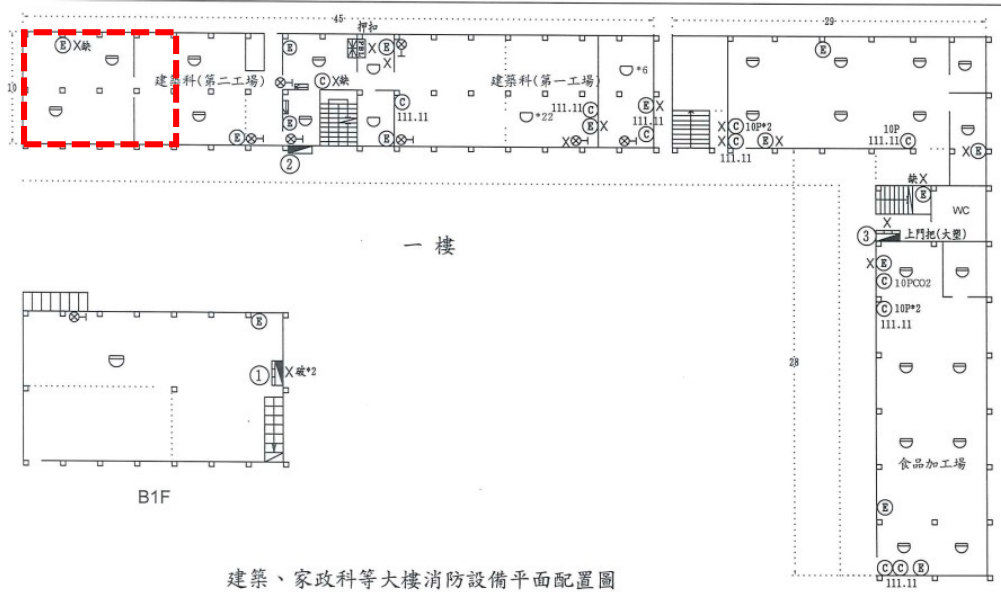 45
29
押扣
E X缺
E
PBL X E
X
10
建築科(第二工場)
C X缺
建築科(第一工場)
*6
E
C
111.11
*22
111.11 C
E X
E X
111.11
C
X
E
E
E
X
2
X C 10P*2
X C E X
111.11
10P
111.11 C
X E
缺X
E
WC
X
3
上門把(大塑)
一樓
X E
C 10PCO2
C 10P*2
111.11
E
1
X破*2
28
食品加工場
B1F
E
C C E
111.11
建築、家政科等大樓消防設備平面配置圖